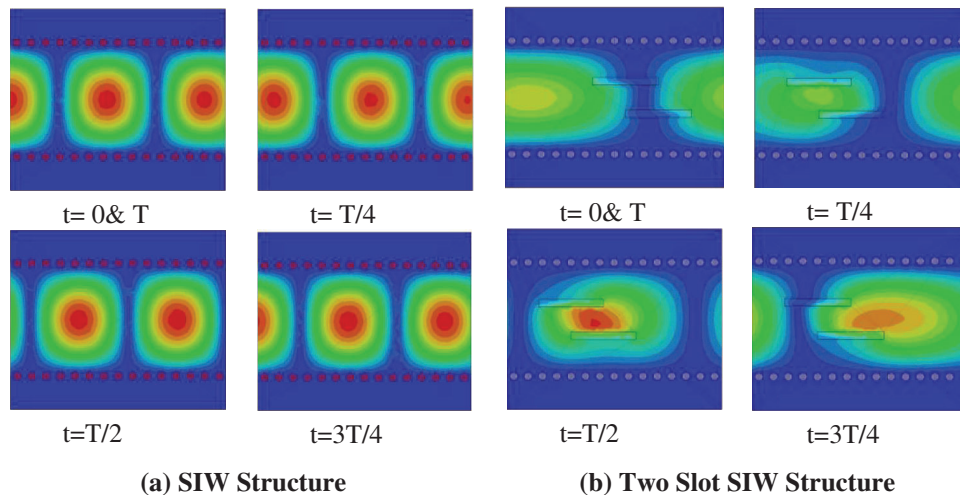 t= 0& T
t= T/4
t= 0& T
t= T/4
t=T/2
t=3T/4
t=T/2
t=3T/4
(a) SIW Structure
(b) Two Slot SIW Structure